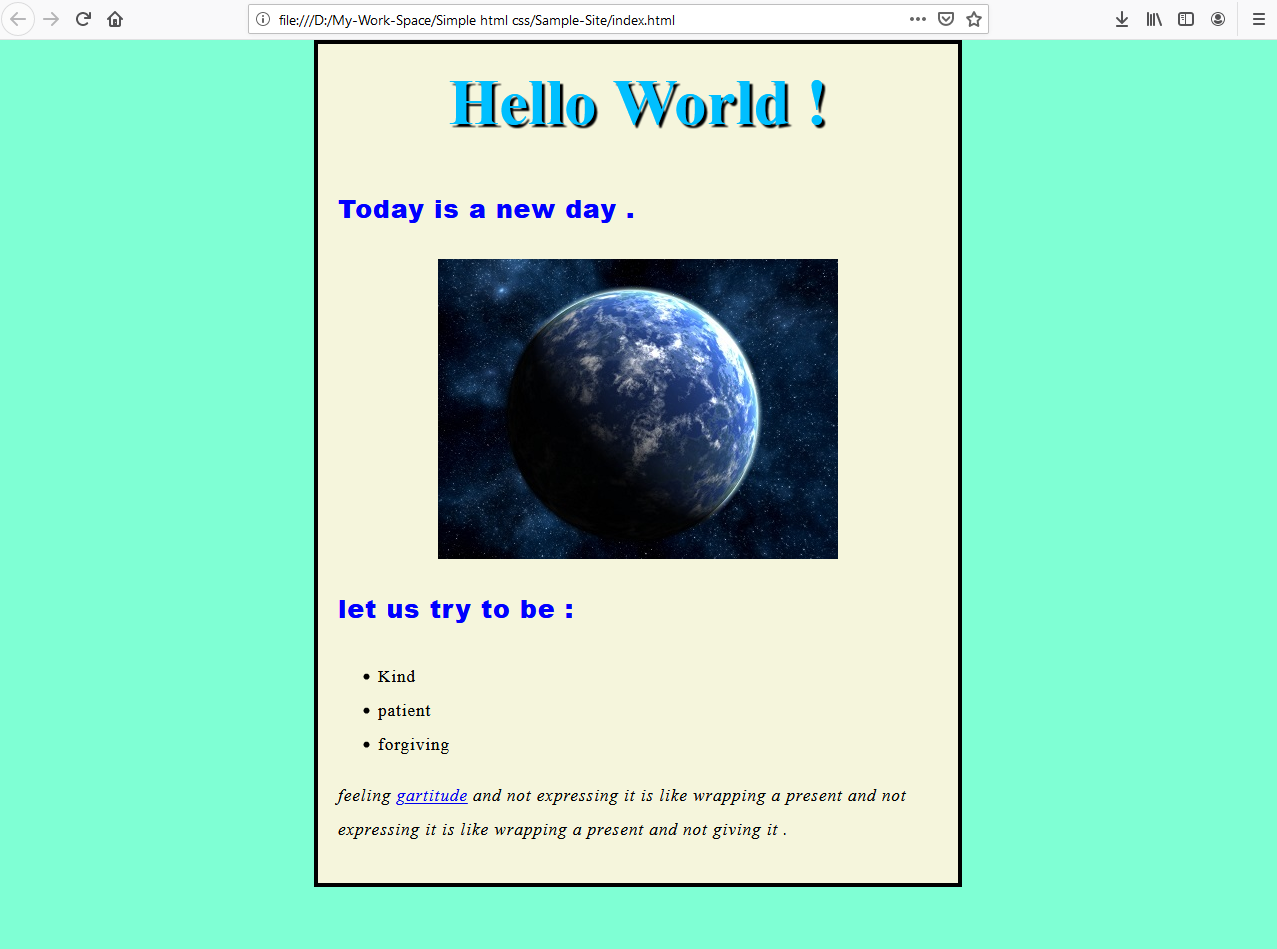 file:///D:/My-Work-Space/Simple html css/Sample-Site/index.html
Hello World !
Today is a new day .
let us try to be :
• Kind
• patient
• forgiving
feeling gartitude and not expressing it is like wrapping a present and not
expressing it is like wrapping a present and not giving it .